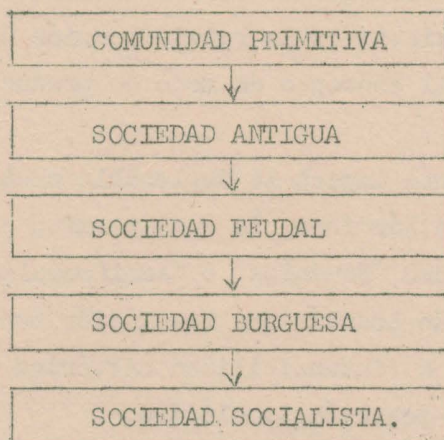 COMUNIDAD PRIMITIVA
SOCIEDAD ANTIGUA
SOCIEDAD FEUDAL
SOCIEDAD BURGUESA
SOCIEDAD SOCIALISTA.